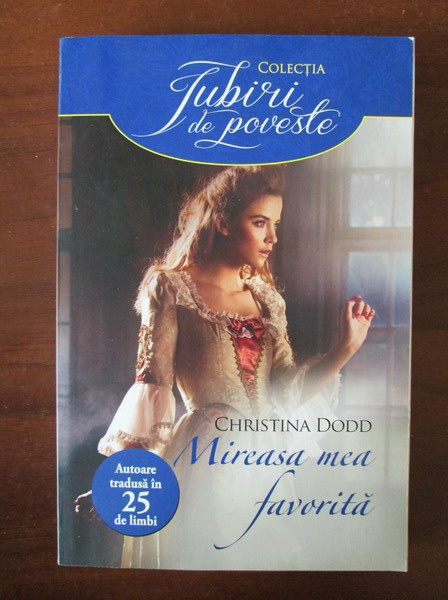 COLECȚIA
Iubiri
de poveste
CHRISTINA DODD
Mireasa mea
favorită
Autoare
tradusă în
25
de limbi